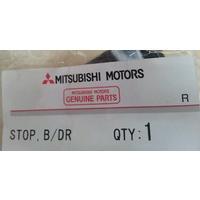 MITSUBISHI MOTORS
MITSUBISHI MOTORS
GENUINE PARTS
R
STOP, B/DR QTY: 1